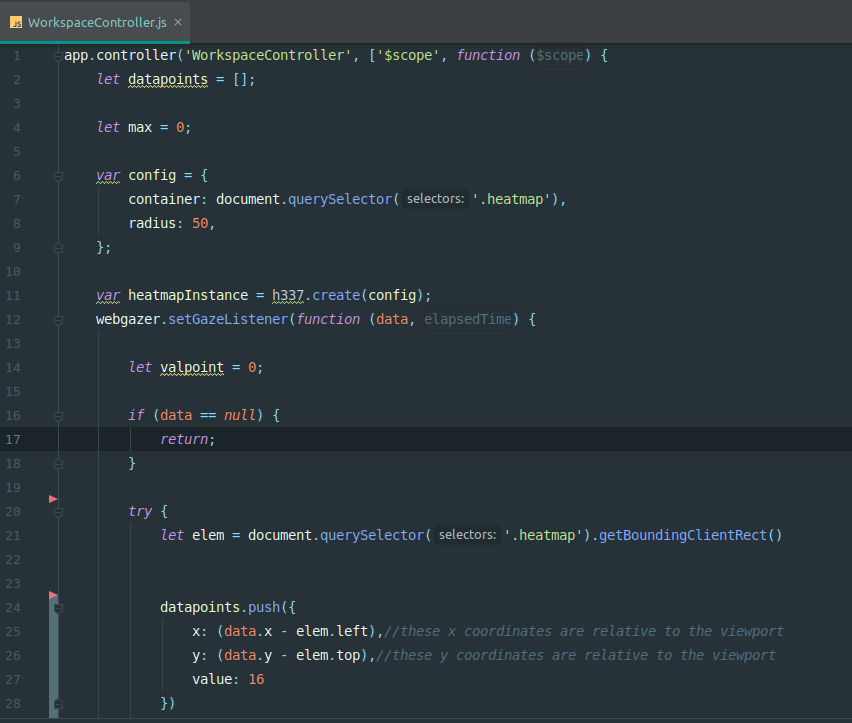 WorkspaceController.js ×
1 app.controller('WorkspaceController', ['$scope', function ($scope) {
2 let datapoints = [];
3
4 let max = 0;
5
6 var config = {
7 container: document.querySelector( selectors: '.heatmap'),
8 radius: 50,
9 };
10
11 var heatmapInstance = h337.create(config);
12 webgazer.setGazeListener(function (data, elapsedTime) {
13
14 let valpoint = 0;
15
16 if (data == null) {
17 return;
18 }
19
20 try {
21 let elem = document.querySelector( selectors: '.heatmap').getBoundingClientRect()
22
23
24 datapoints.push({
25 x: (data.x - elem.left),//these x coordinates are relative to the viewport
26 y: (data.y - elem.top),//these y coordinates are relative to the viewport
27 value: 16
28 })